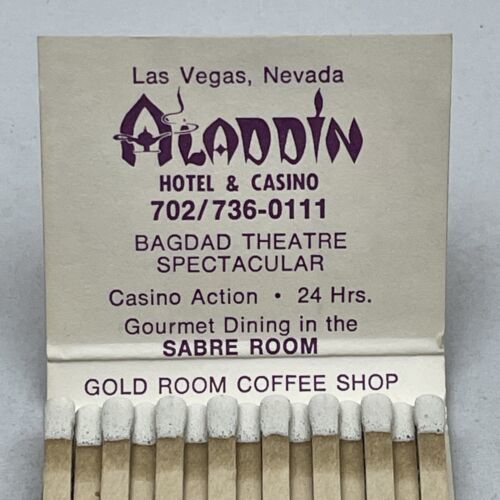 Las Vegas, Nevada
ALADDIN
HOTEL & CASINO
702/736-0111
BAGDAD THEATRE
SPECTACULAR
Casino Action • 24 Hrs.
Gourmet Dining in the
SABRE ROOM
GOLD ROOM COFFEE SHOP